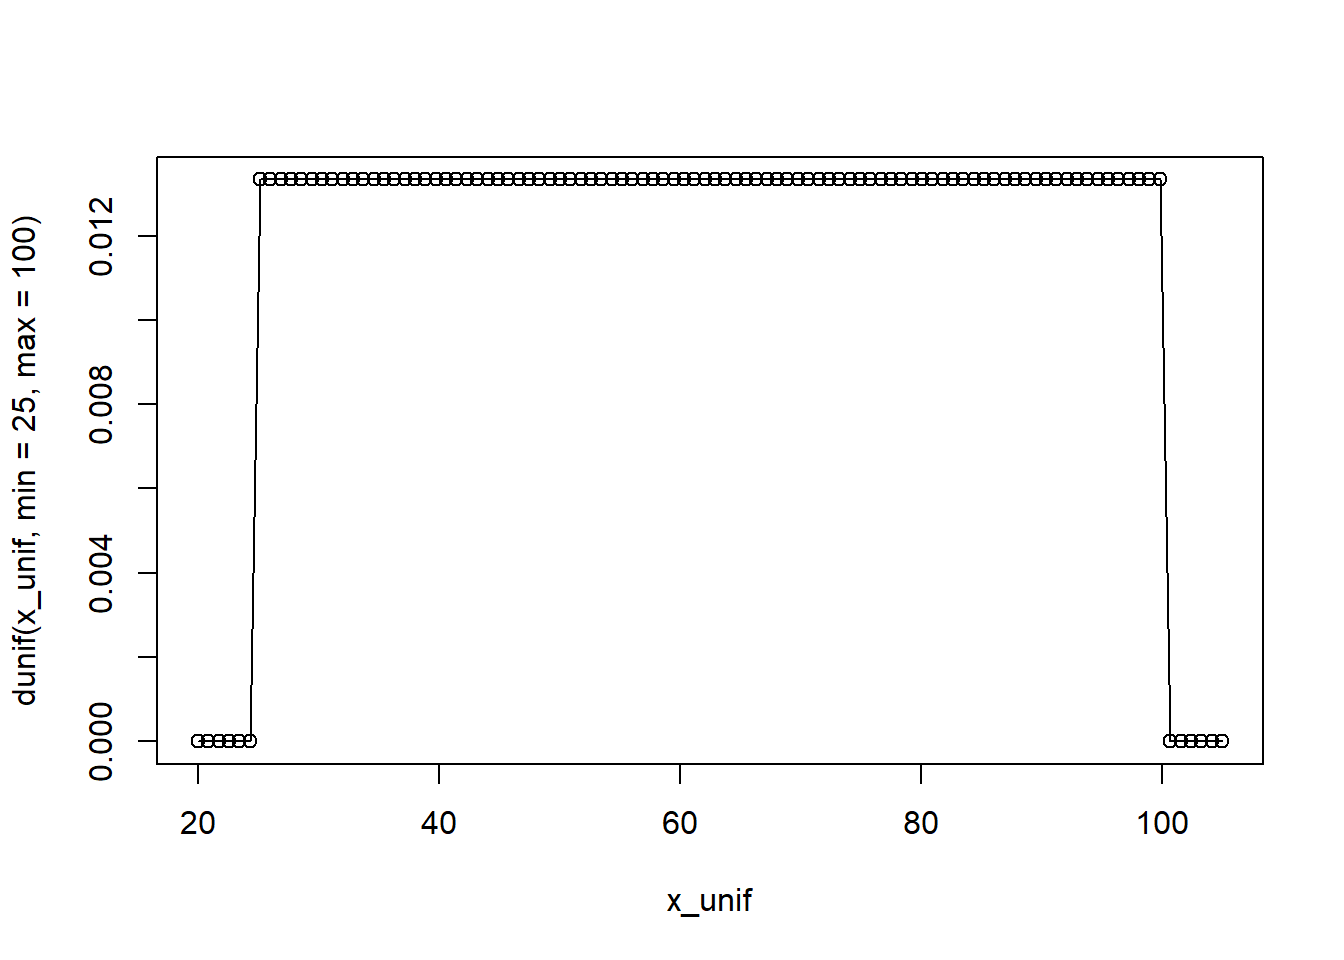 dunif(x_unif, min = 25, max = 100)
0.012
0.008
0.004
0.000
20 40 60 80 100
x_unif